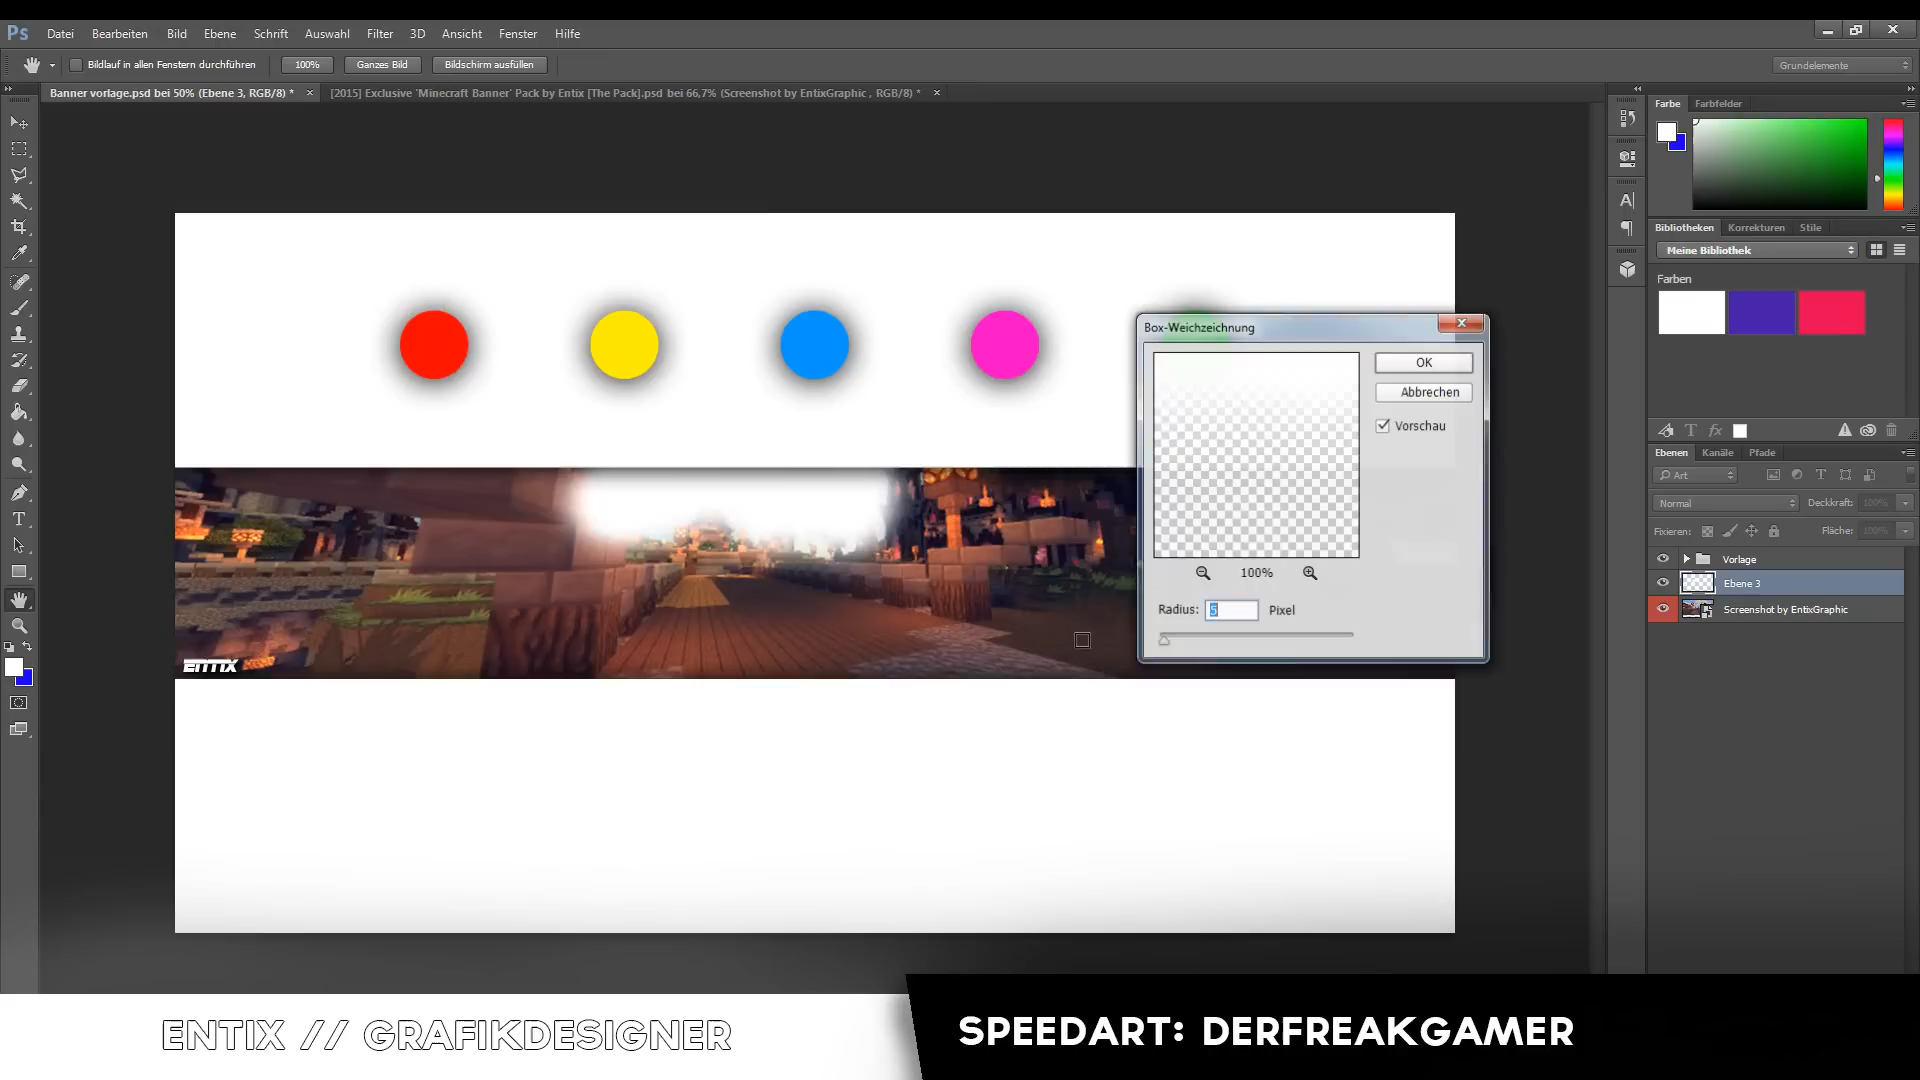 Ps Datei Bearbeiten Bild Ebene Schrift Auswahl Filter 3D Ansicht Fenster Hilfe
Bildlauf in allen Fenstern durchführen 100% Ganzes Bild Bildschirm ausfüllen Grundelemente
Banner vorlage.psd bei 50% (Ebene 3, RGB/8) * × [2015] Exclusive 'Minecraft Banner' Pack by Entix [The Pack].psd bei 66,7% (Screenshot by EntixGraphic , RGB/8) * ×
Farbe Farbfelder
Bibliotheken Korrekturen Stile
Meine Bibliothek
Farben
Box-Weichzeichnung
OK
Abbrechen
Vorschau
100%
Radius: 5 Pixel
Ebenen Kanäle Pfade
Art
Normal Deckkraft: 100%
Fixieren: Fläche: 100%
Vorlage
Ebene 3
Screenshot by EntixGraphic
ENTIX
ENTIX // GRAFIKDESIGNER
SPEEDART: DERFREAKGAMER